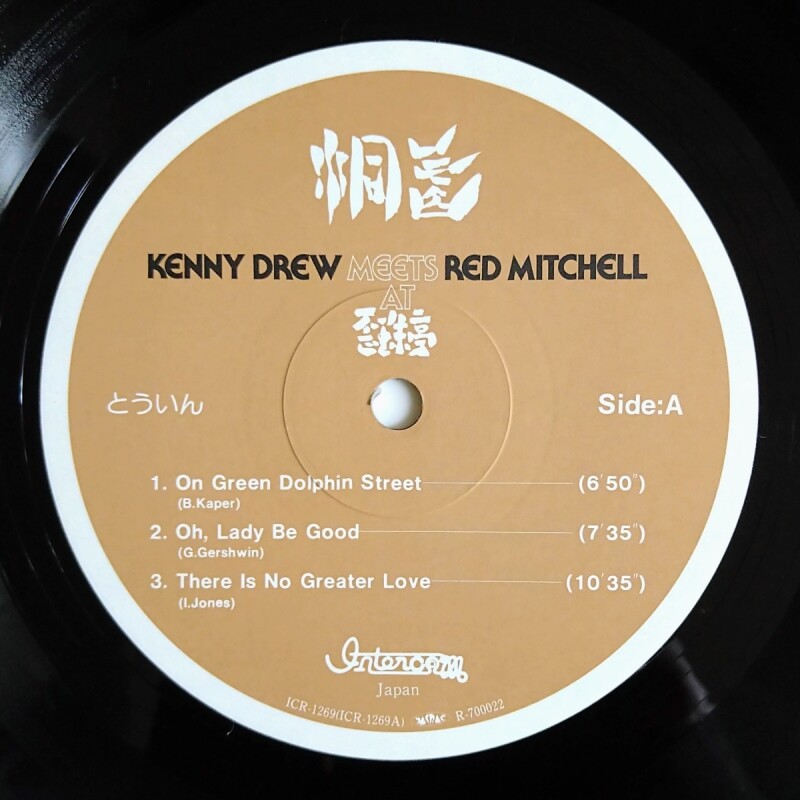 KENNY DREW MEETS RED MITCHELL
AT
とういん
Side:A
1. On Green Dolphin Street (6′50″)
(B.Kaper)
2. Oh, Lady Be Good (7′35″)
(G.Gershwin)
3. There Is No Greater Love (10′35″)
(I.Jones)
Intercom
Japan
ICR-1269(ICR-1269A) R-700022